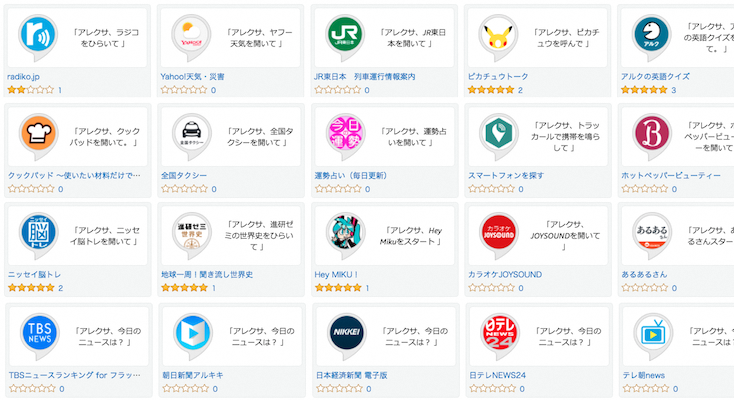 「アレクサ、ラジコ
をひらいて 」
radiko.jp
1
YAHOO!
「アレクサ、ヤフー
天気を開いて 」
Yahoo!天気・災害
0
JR
JR東日本
「アレクサ、JR東日
本を開いて 」
JR東日本 列車運行情報案内
0
「アレクサ、ピカチ
ュウを呼んで 」
ピカチュウトーク
2
アルク
「アレクサ、ア
の英語クイズを
て。 」
アルクの英語クイズ
3
「アレクサ、クック
パッドを開いて。 」
クックパッド 〜使いたい材料だけで…
0
全国タクシー
「アレクサ、全国タ
クシーを開いて 」
全国タクシー
0
今日
運勢
「アレクサ、運勢占
いを開いて 」
運勢占い（毎日更新）
0
「アレクサ、トラッ
カールで携帯を鳴ら
して 」
スマートフォンを探す
0
B
「アレクサ、ホ
ペッパービュー
ーを開いて 」
ホットペッパービューティー
0
ニッセイ
脳
トレ
「アレクサ、ニッセ
イ脳トレを開いて 」
ニッセイ脳トレ
2
進研ゼミ
世界史
「アレクサ、進研ゼ
ミの世界史をひらい
て 」
地球一周！聞き流し世界史
1
「アレクサ、Hey
Mikuをスタート 」
Hey MIKU！
1
カラオケ
JOYSOUND
「アレクサ、
JOYSOUNDを開いて
」
カラオケJOYSOUND
0
あるある
さん
「アレクサ、ある
るさんスター
」
あるあるさん
0
TBS
NEWS
「アレクサ、今日の
ニュースは？ 」
TBSニュースランキング for フラッ…
0
「アレクサ、今日の
ニュースは？ 」
朝日新聞アルキキ
0
NIKKEI
「アレクサ、今日の
ニュースは？ 」
日本経済新聞 電子版
0
日テレ
NEWS
24
「アレクサ、今日の
ニュースは？ 」
日テレNEWS24
0
「アレクサ、今
ニュースは？
テレ朝news
0